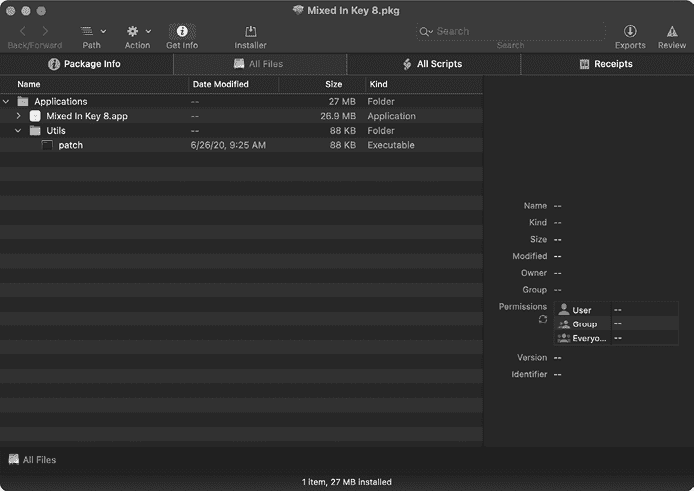 Mixed In Key 8.pkg
Back/Forward Path Action Get Info Installer Search Search Exports Review
Package Info All Files All Scripts Receipts
Name Date Modified Size Kind
Applications -- 27 MB Folder
Mixed In Key 8.app -- 26.9 MB Application
Utils -- 88 KB Folder
patch 6/26/20, 9:25 AM 88 KB Executable
Name --
Kind --
Size --
Modified --
Owner --
Group --
Permissions User --
Group --
Everyo... --
Version --
Identifier --
All Files
1 item, 27 MB installed